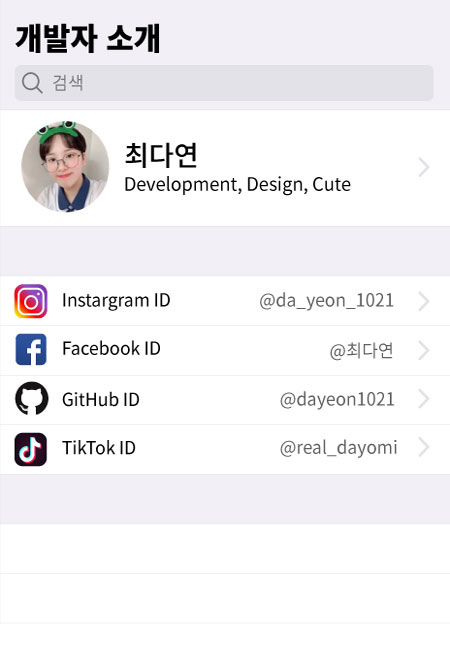 개발자 소개
검색
최다연
Development, Design, Cute
Instargram ID @da_yeon_1021
Facebook ID @최다연
GitHub ID @dayeon1021
TikTok ID @real_dayomi